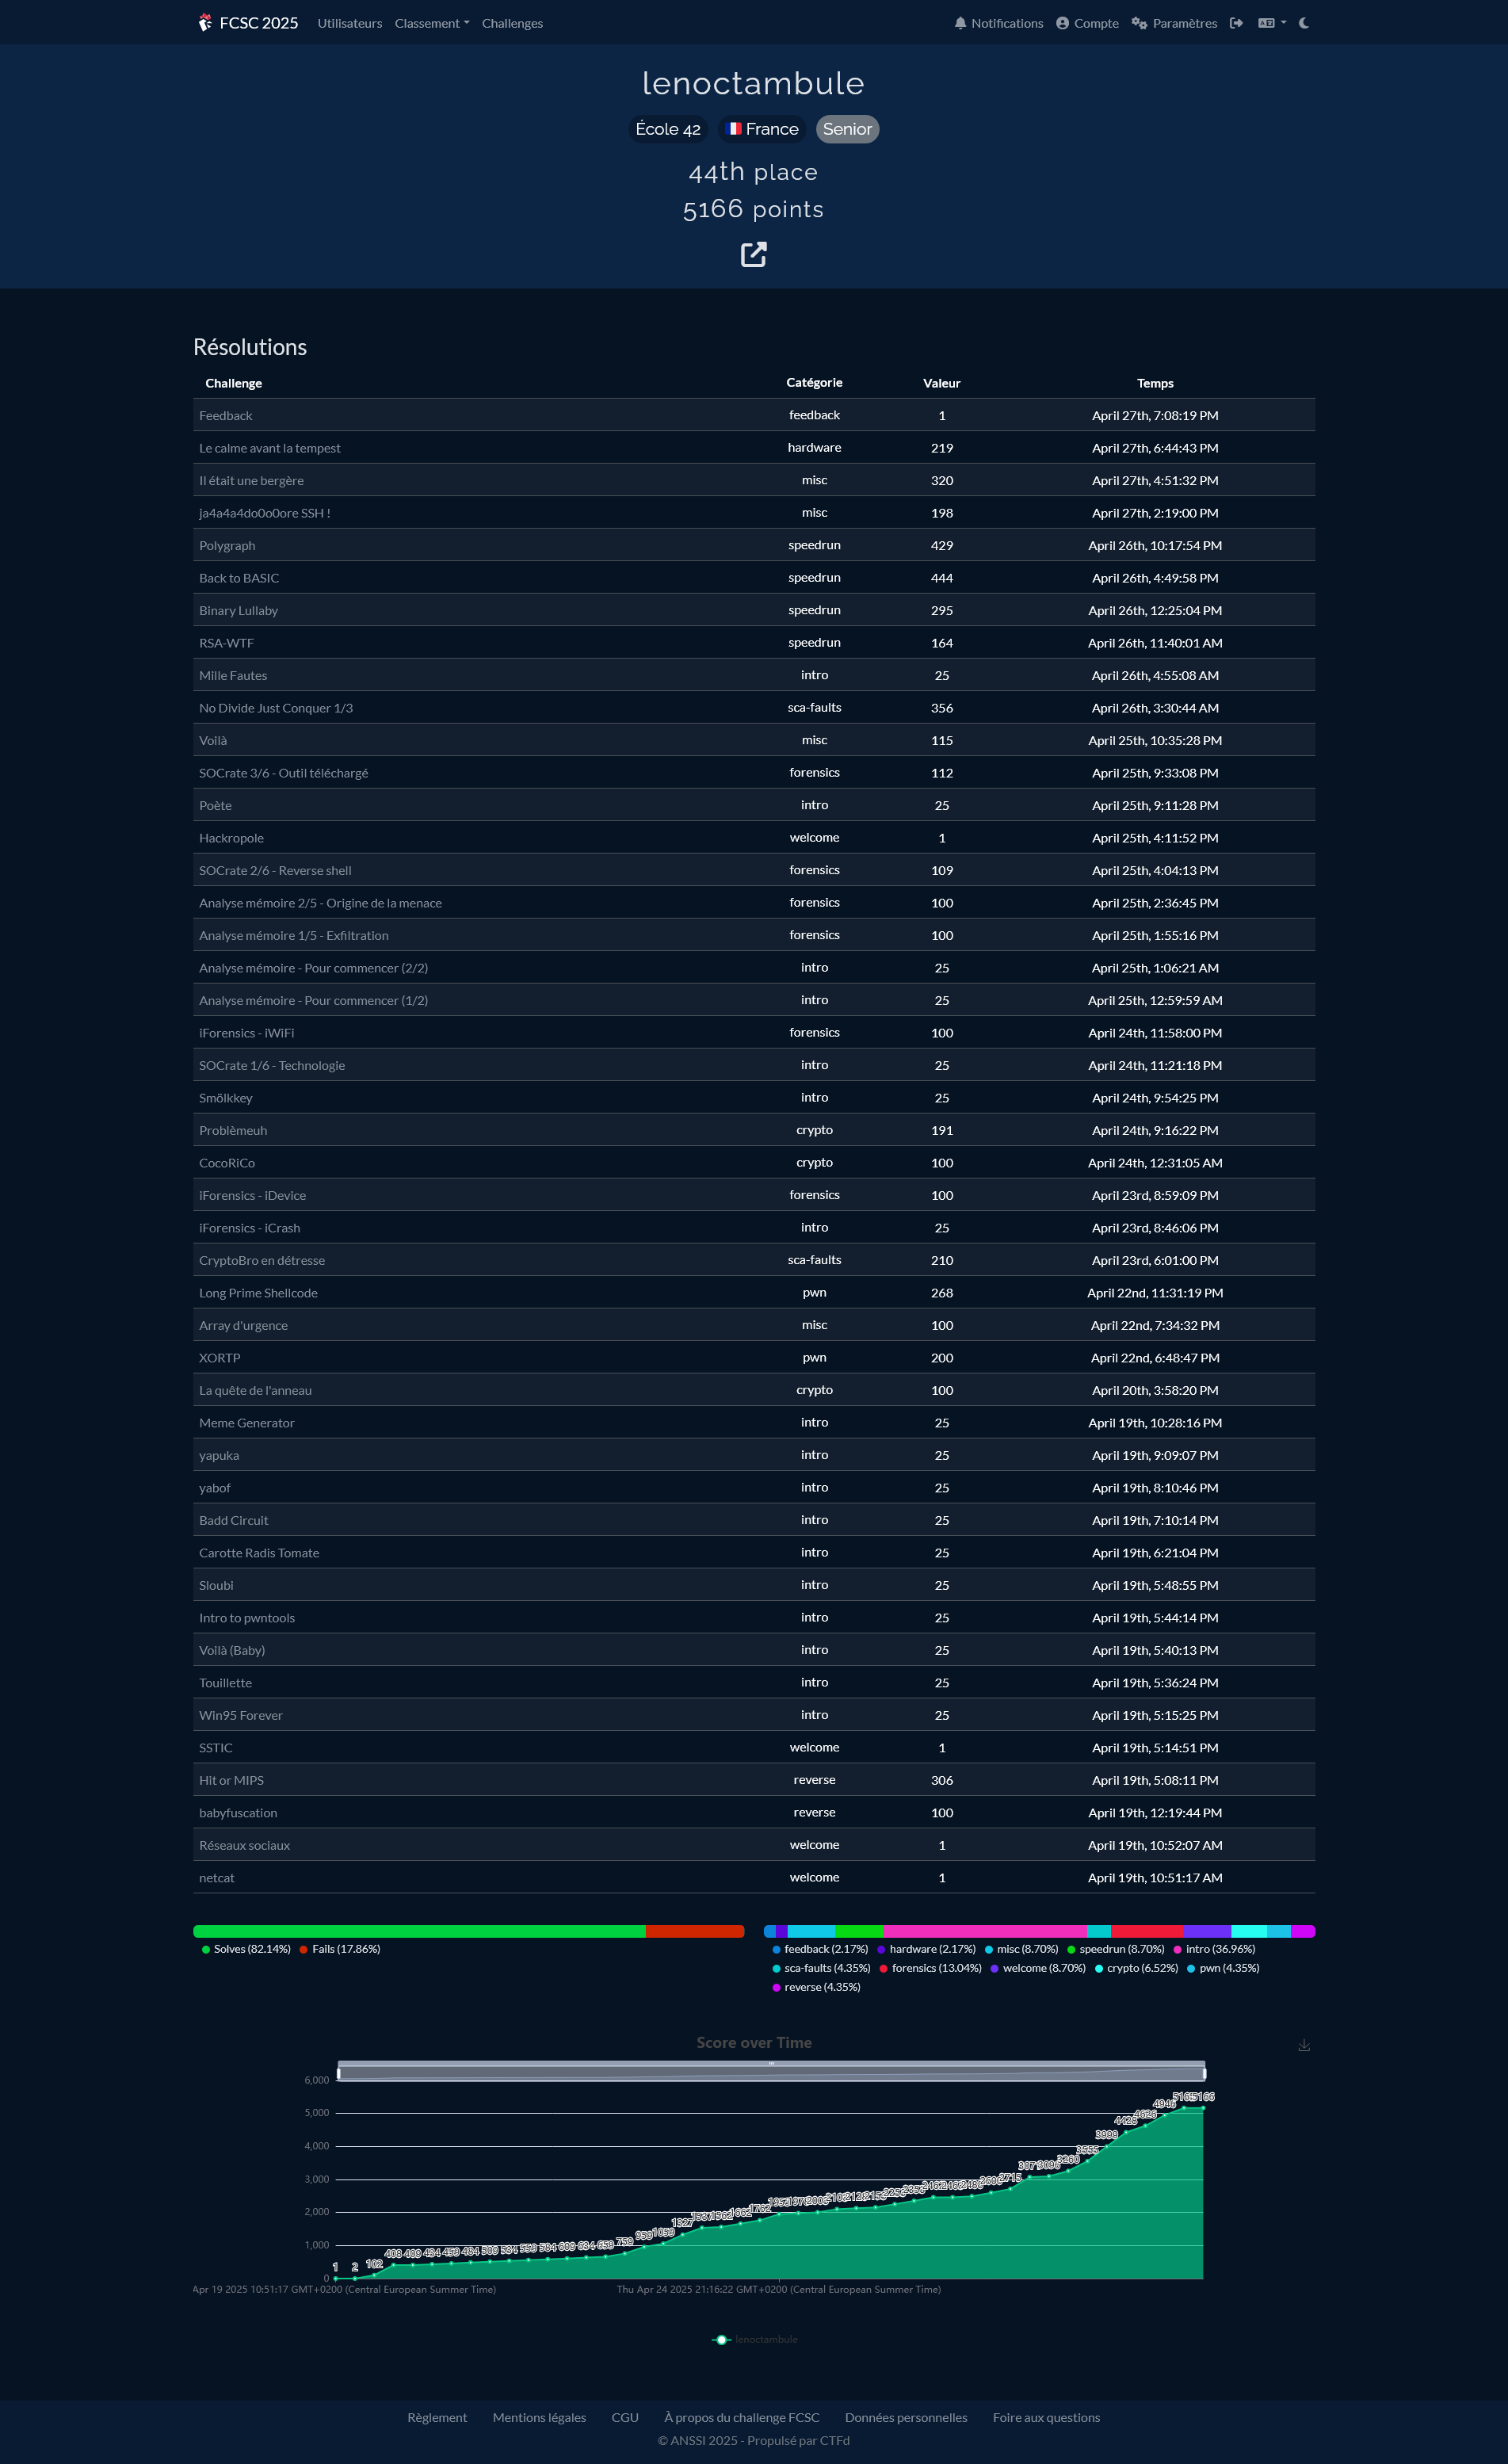 FCSC 2025 Utilisateurs Classement Challenges Notifications Compte Paramètres
lenoctambule
École 42 France Senior
44th place
5166 points
Résolutions
Challenge Catégorie Valeur Temps
Feedback feedback 1 April 27th, 7:08:19 PM
Le calme avant la tempest hardware 219 April 27th, 6:44:43 PM
Il était une bergère misc 320 April 27th, 4:51:32 PM
ja4a4a4do0o0ore SSH ! misc 198 April 27th, 2:19:00 PM
Polygraph speedrun 429 April 26th, 10:17:54 PM
Back to BASIC speedrun 444 April 26th, 4:49:58 PM
Binary Lullaby speedrun 295 April 26th, 12:25:04 PM
RSA-WTF speedrun 164 April 26th, 11:40:01 AM
Mille Fautes intro 25 April 26th, 4:55:08 AM
No Divide Just Conquer 1/3 sca-faults 356 April 26th, 3:30:44 AM
Voilà misc 115 April 25th, 10:35:28 PM
SOCrate 3/6 - Outil téléchargé forensics 112 April 25th, 9:33:08 PM
Poète intro 25 April 25th, 9:11:28 PM
Hackropole welcome 1 April 25th, 4:11:52 PM
SOCrate 2/6 - Reverse shell forensics 109 April 25th, 4:04:13 PM
Analyse mémoire 2/5 - Origine de la menace forensics 100 April 25th, 2:36:45 PM
Analyse mémoire 1/5 - Exfiltration forensics 100 April 25th, 1:55:16 PM
Analyse mémoire - Pour commencer (2/2) intro 25 April 25th, 1:06:21 AM
Analyse mémoire - Pour commencer (1/2) intro 25 April 25th, 12:59:59 AM
iForensics - iWiFi forensics 100 April 24th, 11:58:00 PM
SOCrate 1/6 - Technologie intro 25 April 24th, 11:21:18 PM
Smölkkey intro 25 April 24th, 9:54:25 PM
Problèmeuh crypto 191 April 24th, 9:16:22 PM
CocoRiCo crypto 100 April 24th, 12:31:05 AM
iForensics - iDevice forensics 100 April 23rd, 8:59:09 PM
iForensics - iCrash intro 25 April 23rd, 8:46:06 PM
CryptoBro en détresse sca-faults 210 April 23rd, 6:01:00 PM
Long Prime Shellcode pwn 268 April 22nd, 11:31:19 PM
Array d'urgence misc 100 April 22nd, 7:34:32 PM
XORTP pwn 200 April 22nd, 6:48:47 PM
La quête de l'anneau crypto 100 April 20th, 3:58:20 PM
Meme Generator intro 25 April 19th, 10:28:16 PM
yapuka intro 25 April 19th, 9:09:07 PM
yabof intro 25 April 19th, 8:10:46 PM
Badd Circuit intro 25 April 19th, 7:10:14 PM
Carotte Radis Tomate intro 25 April 19th, 6:21:04 PM
Sloubi intro 25 April 19th, 5:48:55 PM
Intro to pwntools intro 25 April 19th, 5:44:14 PM
Voilà (Baby) intro 25 April 19th, 5:40:13 PM
Touillette intro 25 April 19th, 5:36:24 PM
Win95 Forever intro 25 April 19th, 5:15:25 PM
SSTIC welcome 1 April 19th, 5:14:51 PM
Hit or MIPS reverse 306 April 19th, 5:08:11 PM
babyfuscation reverse 100 April 19th, 12:19:44 PM
Réseaux sociaux welcome 1 April 19th, 10:52:07 AM
netcat welcome 1 April 19th, 10:51:17 AM
Solves (82.14%) Fails (17.86%) feedback (2.17%) hardware (2.17%) misc (8.70%) speedrun (8.70%) intro (36.96%)
sca-faults (4.35%) forensics (13.04%) welcome (8.70%) crypto (6.52%) pwn (4.35%)
reverse (4.35%)
Score over Time
6,000
5,000
4,000
3,000
2,000
1,000
0
1 2 102 408 409 434 459 484 509 534 559 584 609 634 659 759 959 1059 1327
5166
Apr 19 2025 10:51:17 GMT+0200 (Central European Summer Time) Thu Apr 24 2025 21:16:22 GMT+0200 (Central European Summer Time)
lenoctambule
Règlement Mentions légales CGU À propos du challenge FCSC Données personnelles Foire aux questions
© ANSSI 2025 - Propulsé par CTFd